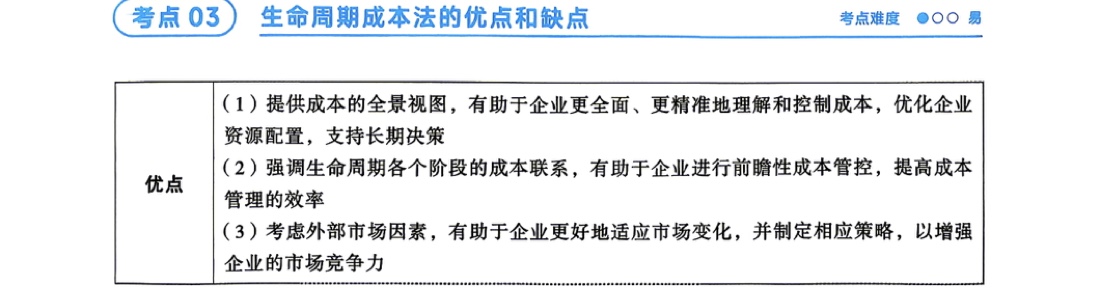 考点 03 生命周期成本法的优点和缺点 考点难度 ●○○ 易
优点
(1)提供成本的全景视图,有助于企业更全面、更精准地理解和控制成本,优化企业
资源配置,支持长期决策
(2)强调生命周期各个阶段的成本联系,有助于企业进行前瞻性成本管控,提高成本
管理的效率
(3)考虑外部市场因素,有助于企业更好地适应市场变化,并制定相应策略,以增强
企业的市场竞争力